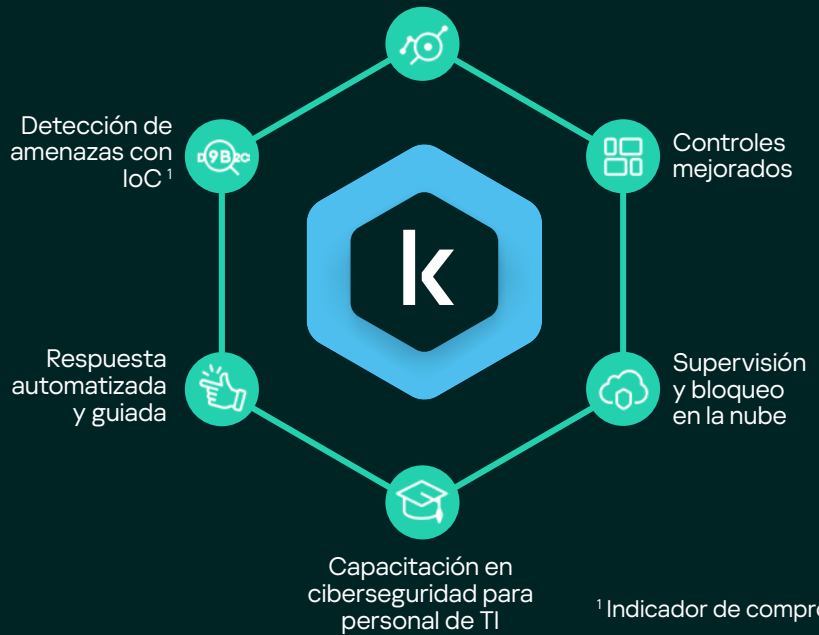 Detección de
amenazas con
IoC ¹
D9B2C
Controles
mejorados
k
Respuesta
automatizada
y guiada
Supervisión
y bloqueo
en la nube
Capacitación en
ciberseguridad para
personal de TI
¹ Indicador de compro